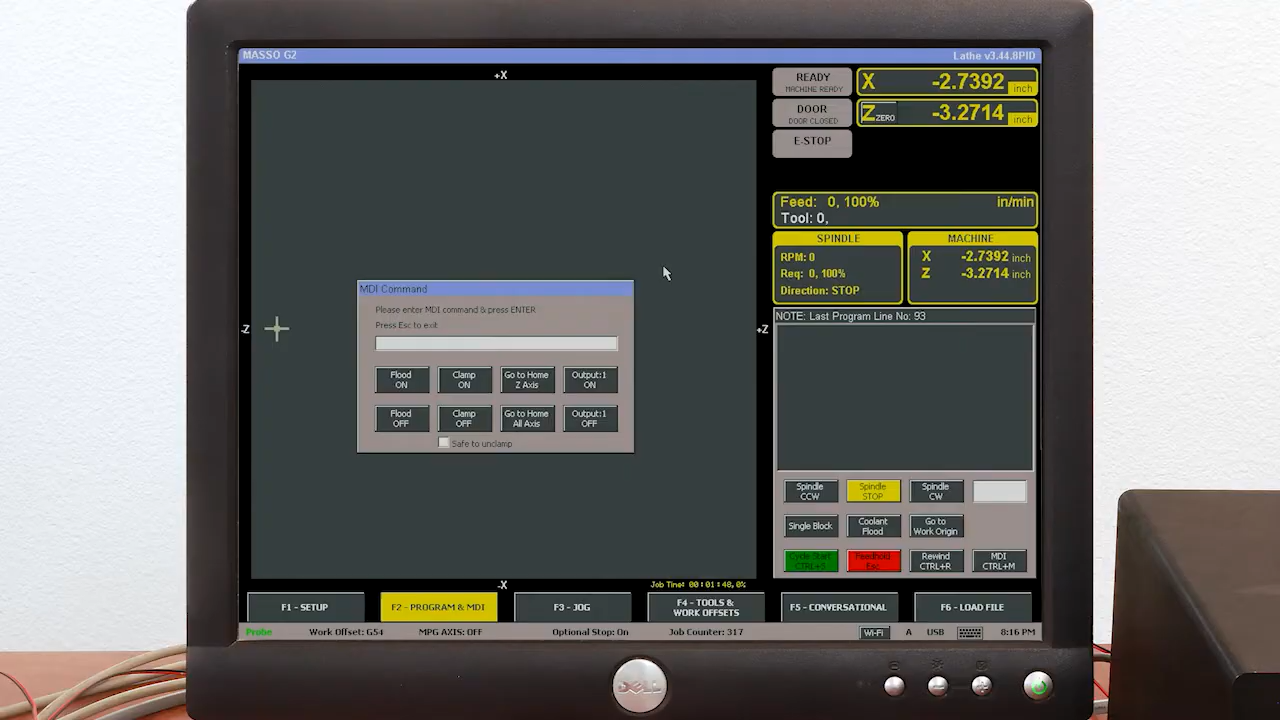 MASSO G2
Lathe v3.44.8PID
+X
-X
-Z
+Z
READY
MACHINE READY
DOOR
DOOR CLOSED
E-STOP
X -2.7392 inch
Z ZERO -3.2714 inch
Feed: 0, 100% in/min
Tool: 0,
SPINDLE
RPM: 0
Req: 0, 100%
Direction: STOP
MACHINE
X -2.7392 inch
Z -3.2714 inch
MDI Command
Please enter MDI command & press ENTER
Press Esc to exit
Flood
ON
Clamp
ON
Go to Home
Z Axis
Output:1
ON
Flood
OFF
Clamp
OFF
Go to Home
All Axis
Output:1
OFF
Safe to unclamp
NOTE: Last Program Line No: 93
Spindle
CCW
Spindle
STOP
Spindle
CW
Single Block
Coolant
Flood
Go to
Work Origin
Cycle Start
CTRL+S
Feedhold
Esc
Rewind
CTRL+R
MDI
CTRL+M
Job Time: 00:01:48,0%
F1 - SETUP
F2 - PROGRAM & MDI
F3 - JOG
F4 - TOOLS &
WORK OFFSETS
F5 - CONVERSATIONAL
F6 - LOAD FILE
Probe
Work Offset: G54
MPG AXIS: OFF
Optional Stop: On
Job Counter: 317
Wi-Fi
A
USB
8:16 PM
DELL